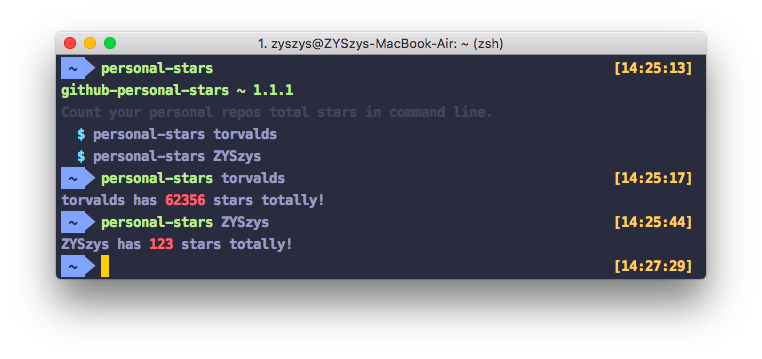 1. zyszys@ZYSzys-MacBook-Air: ~ (zsh)
~ personal-stars [14:25:13]
github-personal-stars ~ 1.1.1
Count your personal repos total stars in command line.
$ personal-stars torvalds
$ personal-stars ZYSzys
~ personal-stars torvalds [14:25:17]
torvalds has 62356 stars totally!
~ personal-stars ZYSzys [14:25:44]
ZYSzys has 123 stars totally!
~ [14:27:29]